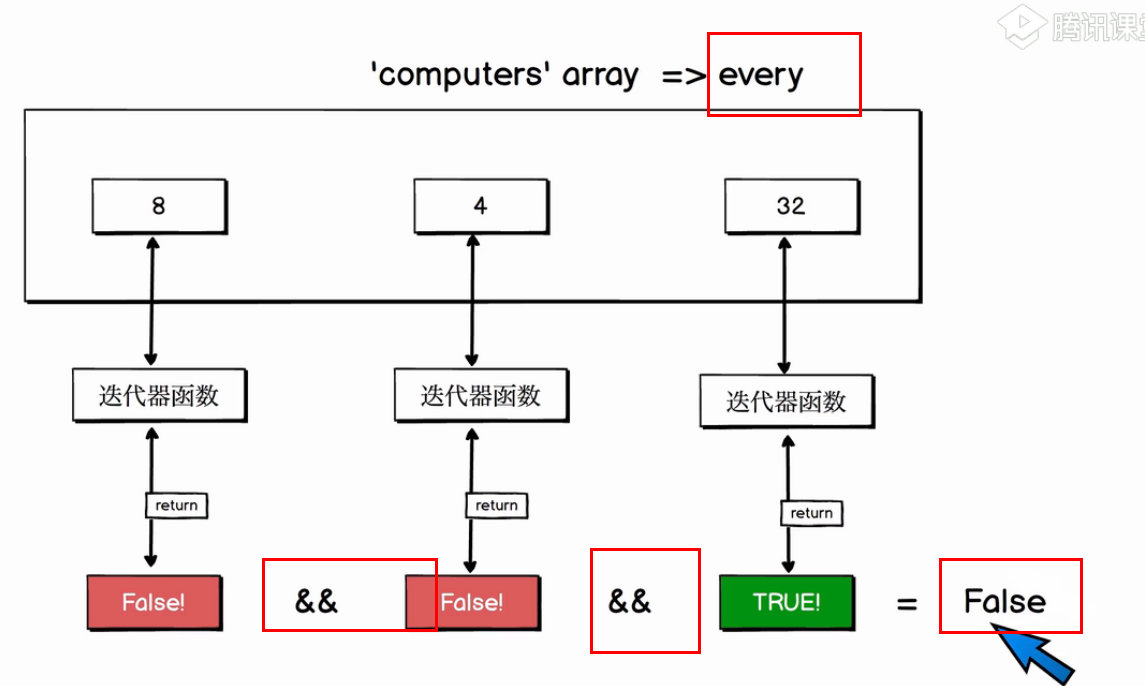 腾讯课堂
'computers' array => every
8 4 32
迭代器函数 迭代器函数 迭代器函数
return return return
False! && False! && TRUE! = False